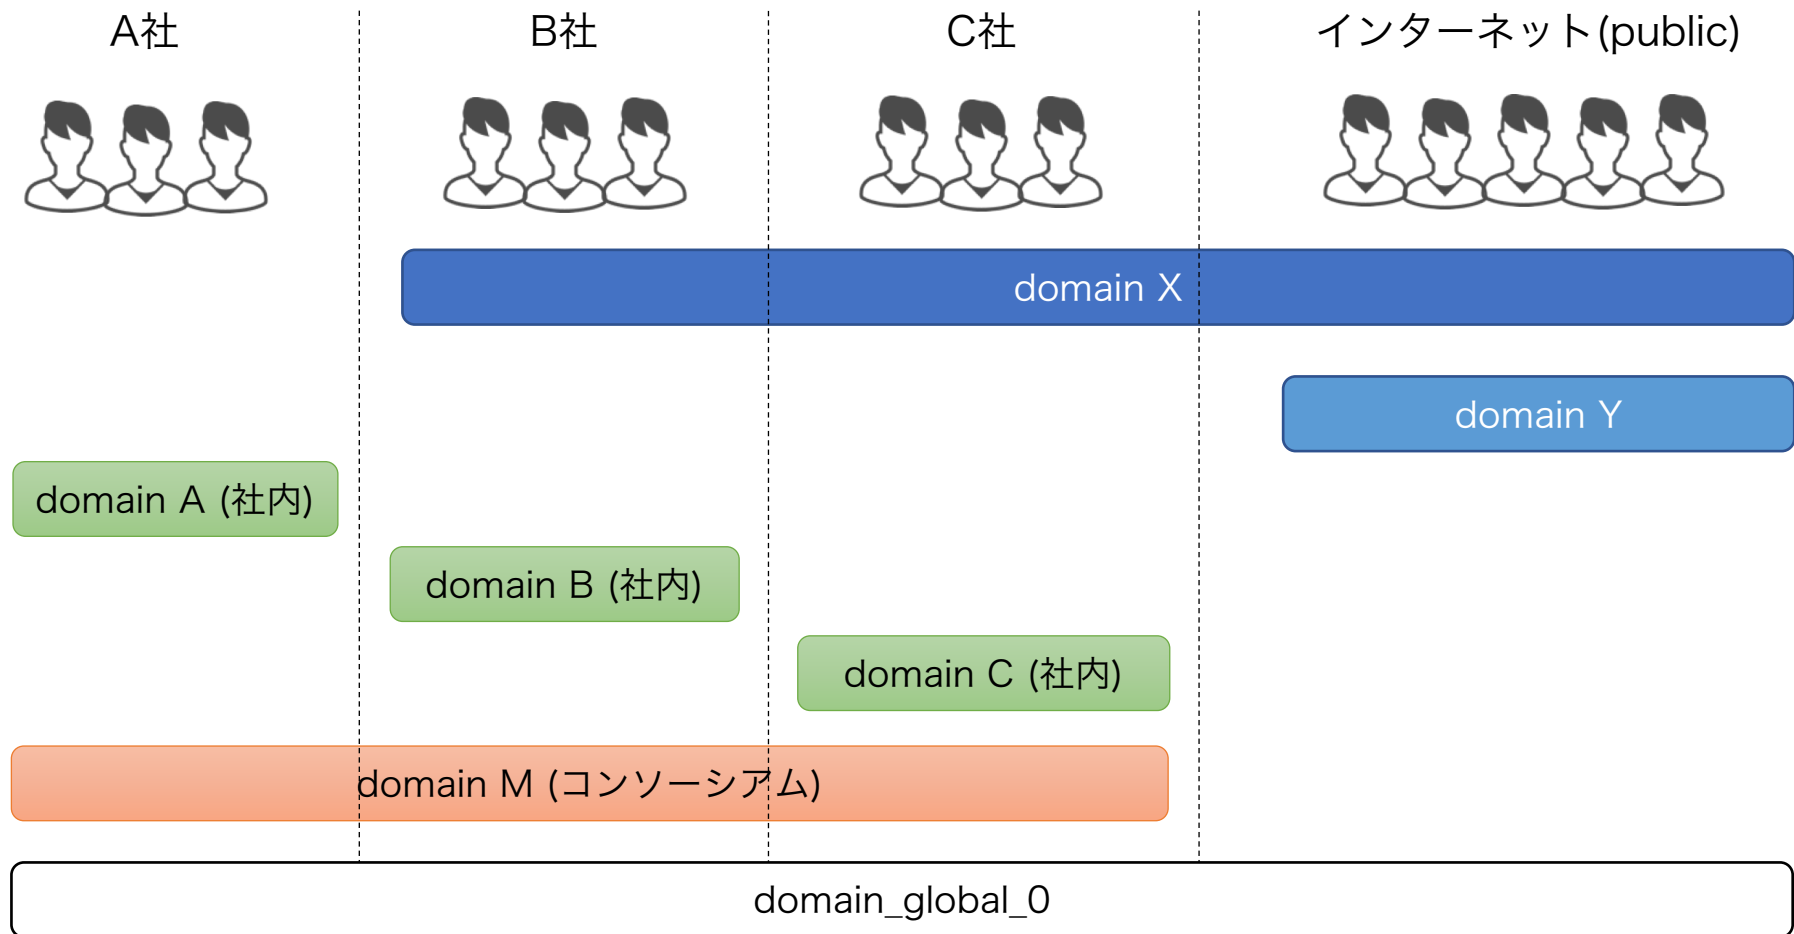 A社
B社
C社
インターネット(public)
domain X
domain Y
domain A (社内)
domain B (社内)
domain C (社内)
domain M (コンソーシアム)
domain_global_0